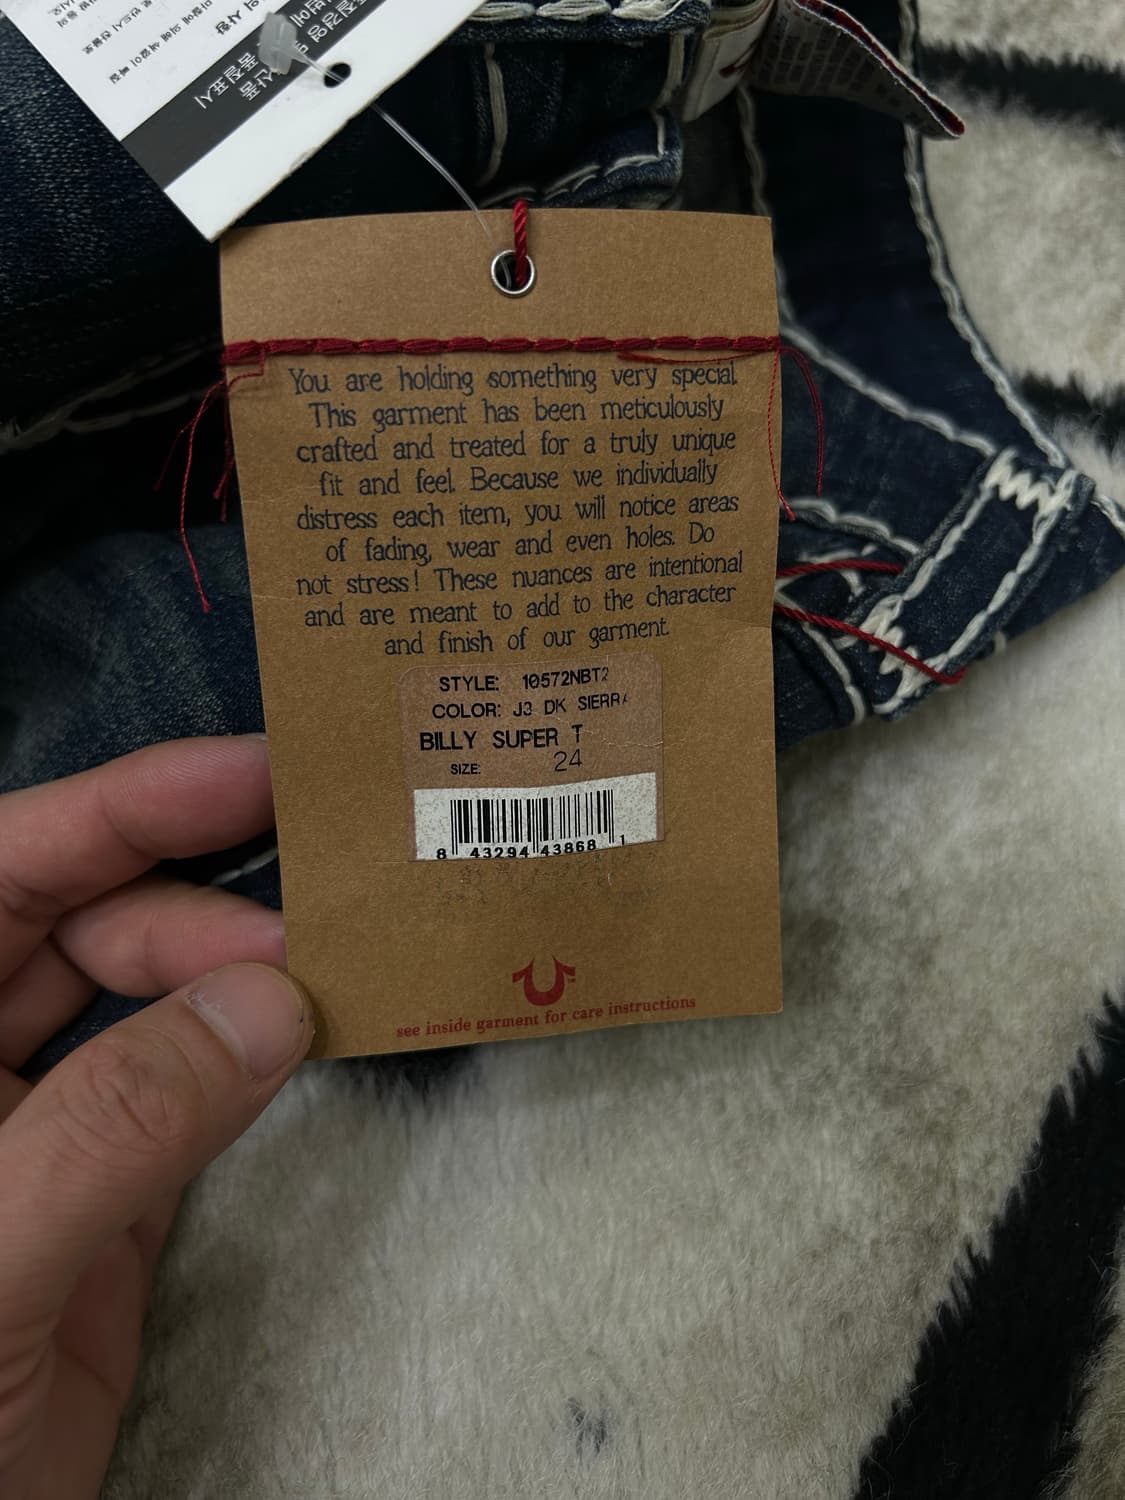 You are holding something very special.
This garment has been meticulously
crafted and treated for a truly unique
fit and feel. Because we individually
distress each item, you will notice areas
of fading, wear and even holes. Do
not stress! These nuances are intentional
and are meant to add to the character
and finish of our garment.
STYLE: 10572NBT2
COLOR: J3 DK SIERRA
BILLY SUPER T
SIZE: 24
8 43294 43868 1
see inside garment for care instructions